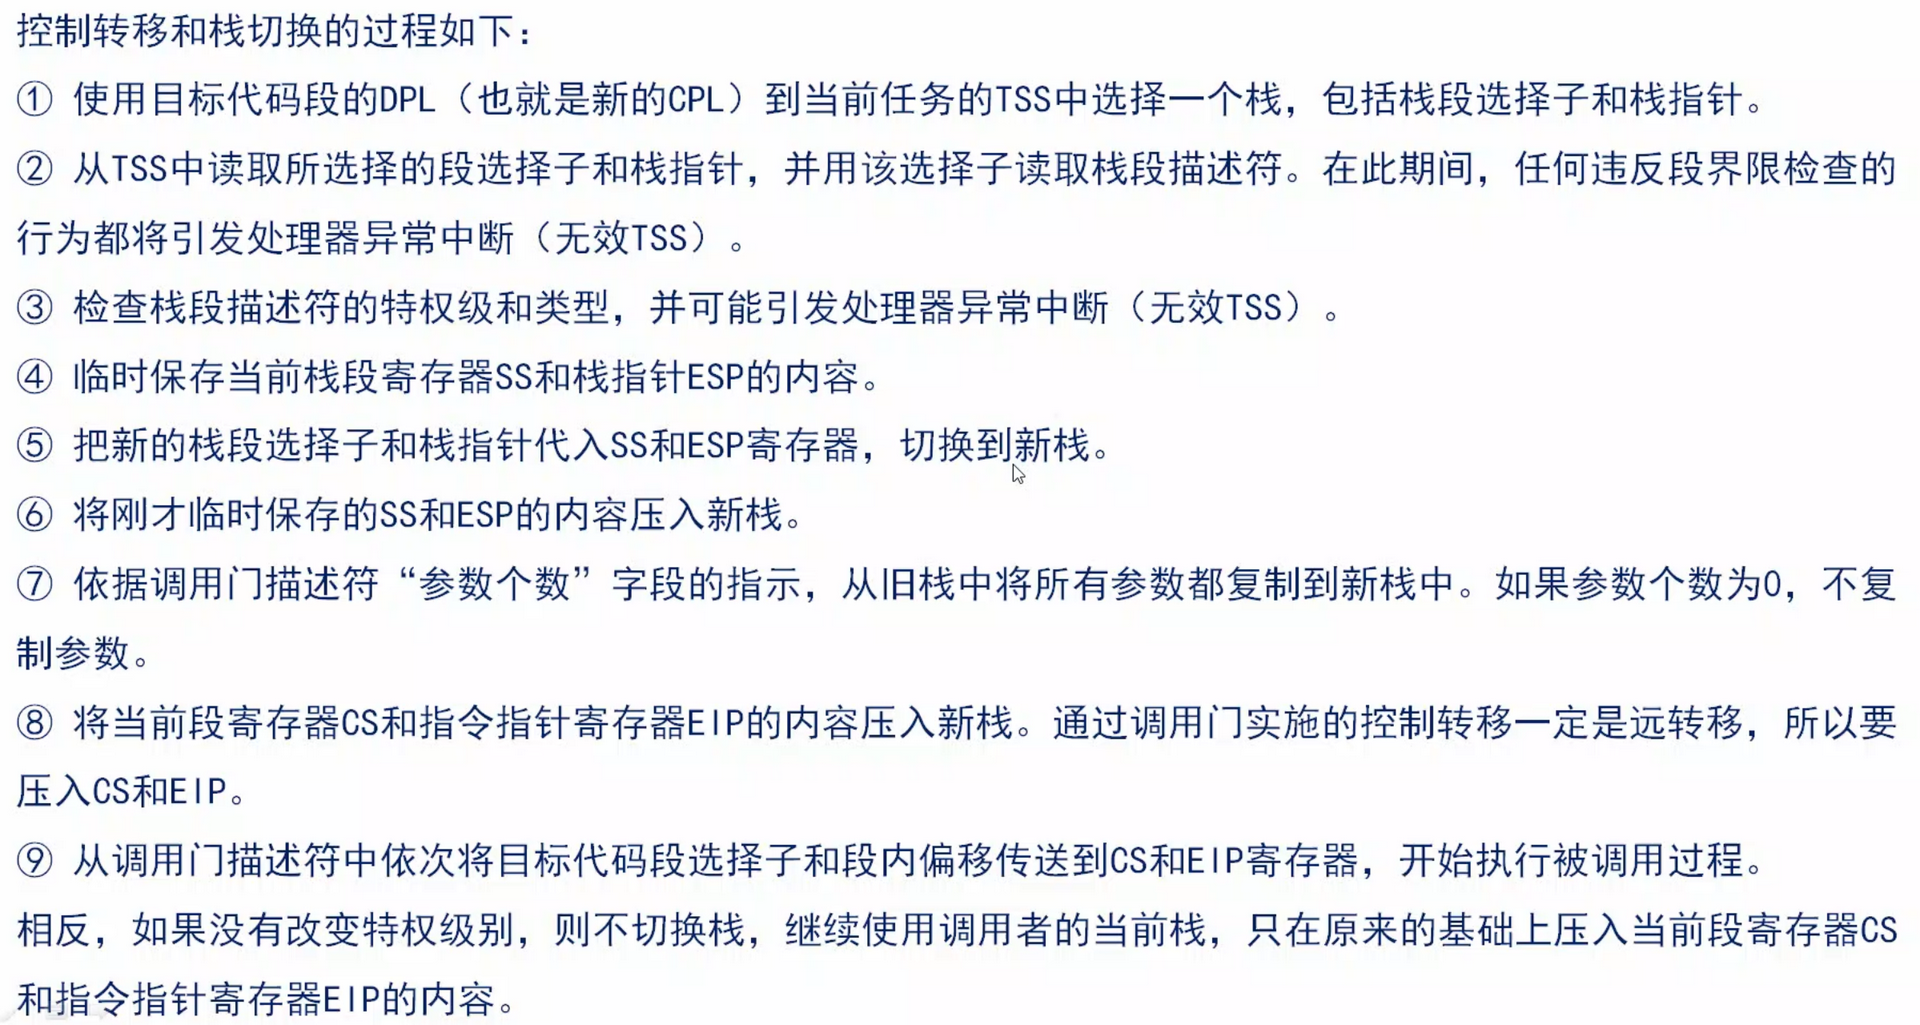 控制转移和栈切换的过程如下：
① 使用目标代码段的DPL（也就是新的CPL）到当前任务的TSS中选择一个栈，包括栈段选择子和栈指针。
② 从TSS中读取所选择的段选择子和栈指针，并用该选择子读取栈段描述符。在此期间，任何违反段界限检查的
行为都将引发处理器异常中断（无效TSS）。
③ 检查栈段描述符的特权级和类型，并可能引发处理器异常中断（无效TSS）。
④ 临时保存当前栈段寄存器SS和栈指针ESP的内容。
⑤ 把新的栈段选择子和栈指针代入SS和ESP寄存器，切换到新栈。
⑥ 将刚才临时保存的SS和ESP的内容压入新栈。
⑦ 依据调用门描述符“参数个数”字段的指示，从旧栈中将所有参数都复制到新栈中。如果参数个数为0，不复
制参数。
⑧ 将当前段寄存器CS和指令指针寄存器EIP的内容压入新栈。通过调用门实施的控制转移一定是远转移，所以要
压入CS和EIP。
⑨ 从调用门描述符中依次将目标代码段选择子和段内偏移传送到CS和EIP寄存器，开始执行被调用过程。
相反，如果没有改变特权级别，则不切换栈，继续使用调用者的当前栈，只在原来的基础上压入当前段寄存器CS
和指令指针寄存器EIP的内容。